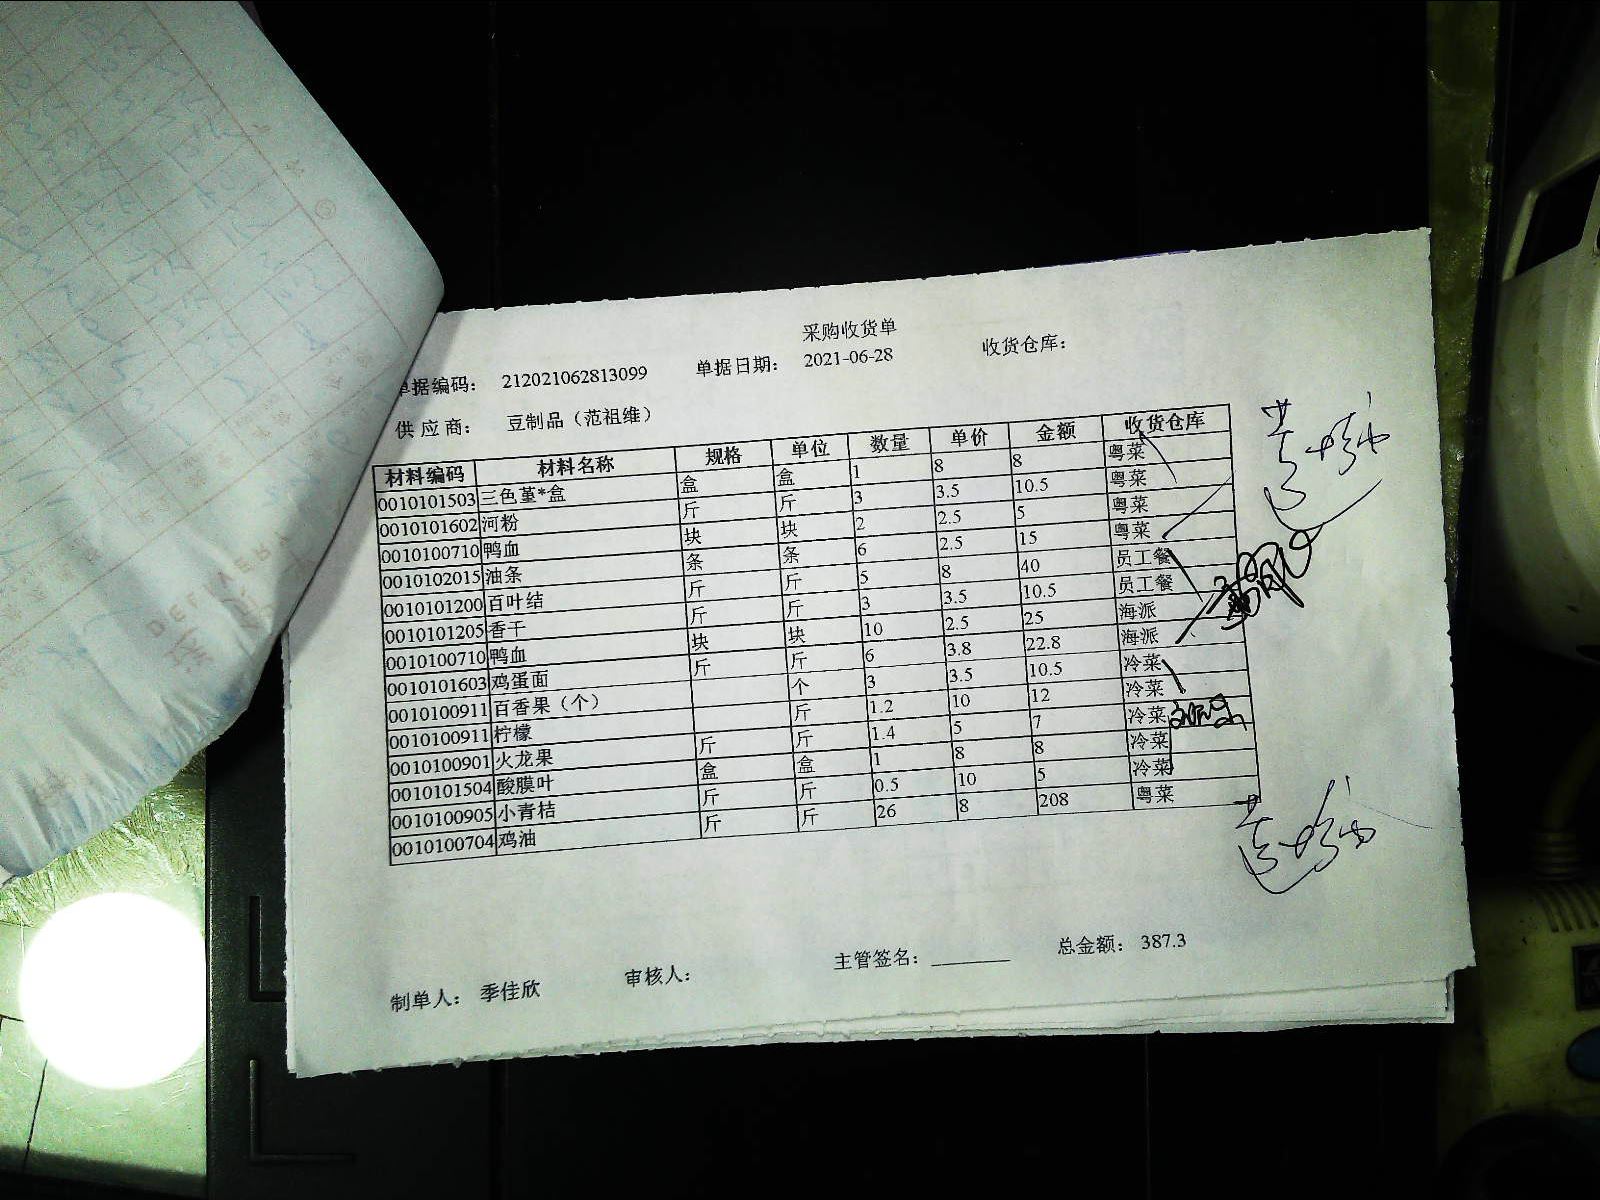 采购收货单
单据编码： 212021062813099 单据日期： 2021-06-28 收货仓库：
供应商： 豆制品（范祖维）
材料编码 材料名称 规格 单位 数量 单价 金额 收货仓库
0010101503 三色堇*盒 盒 盒 1 8 8 粤菜
0010101602 河粉 斤 斤 3 3.5 10.5 粤菜
0010100710 鸭血 块 块 2 2.5 5 粤菜
0010102015 油条 条 条 6 2.5 15 粤菜
0010101200 百叶结 斤 斤 5 8 40 员工餐
0010101205 香干 斤 斤 3 3.5 10.5 员工餐
0010100710 鸭血 块 块 10 2.5 25 海派
0010101603 鸡蛋面 斤 斤 6 3.8 22.8 海派
0010100911 百香果（个） 个 3 3.5 10.5 冷菜
0010100911 柠檬 斤 1.2 10 12 冷菜
0010100901 火龙果 斤 斤 1.4 5 7 冷菜
0010101504 酸膜叶 盒 盒 1 8 8 冷菜
0010100905 小青桔 斤 斤 0.5 10 5 冷菜
0010100704 鸡油 斤 斤 26 8 208 粤菜
制单人： 季佳欣 审核人： 主管签名：________ 总金额： 387.3